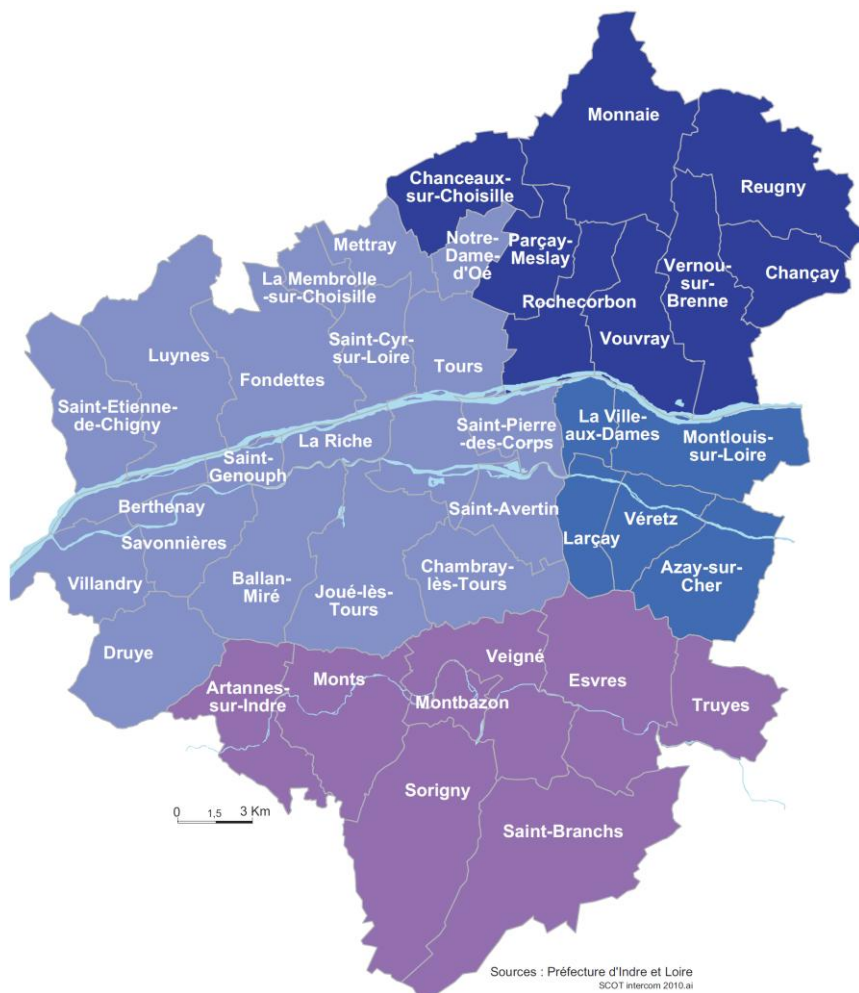 Monnaie
Chanceaux-
sur-Choisille
Reugny
Mettray
Notre-
Dame-
d'Oé
Parçay-
Meslay
La Membrolle
-sur-Choisille
Vernou-
sur-
Brenne
Chançay
Rochecorbon
Luynes
Saint-Cyr-
sur-Loire
Vouvray
Tours
Fondettes
Saint-Etienne-
de-Chigny
La Ville-
aux-Dames
Saint-Pierre
-des-Corps
Montlouis-
sur-Loire
La Riche
Saint-
Genouph
Berthenay
Saint-Avertin
Véretz
Savonnières
Larçay
Villandry
Ballan-
Miré
Joué-lès-
Tours
Chambray-
lès-Tours
Azay-sur-
Cher
Druye
Veigné
Artannes-
sur-Indre
Monts
Esvres
Montbazon
Truyes
Sorigny
0 1,5 3 Km
Saint-Branchs
Sources : Préfecture d'Indre et Loire
SCOT intercom 2010.ai